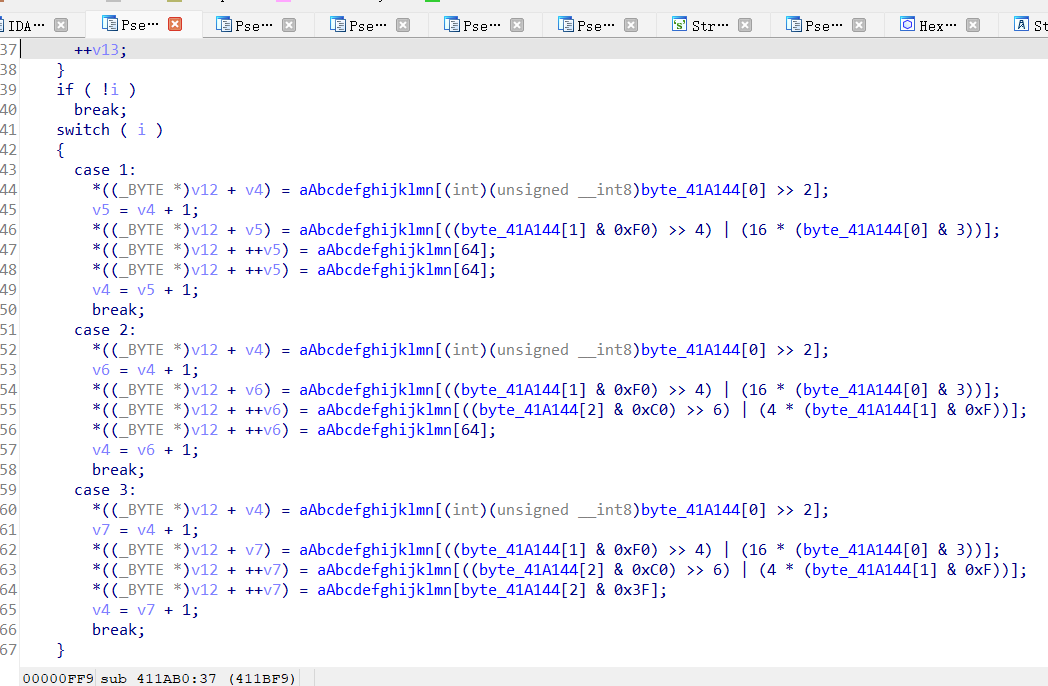 IDA⋯ Pse⋯ Pse⋯ Pse⋯ Pse⋯ Pse⋯ Str⋯ Pse⋯ Hex⋯ St
37 ++v13;
38 }
39 if ( !i )
40 break;
41 switch ( i )
42 {
43 case 1:
44 *((_BYTE *)v12 + v4) = aAbcdefghijklmn[(int)(unsigned __int8)byte_41A144[0] >> 2];
45 v5 = v4 + 1;
46 *((_BYTE *)v12 + v5) = aAbcdefghijklmn[((byte_41A144[1] & 0xF0) >> 4) | (16 * (byte_41A144[0] & 3))];
47 *((_BYTE *)v12 + ++v5) = aAbcdefghijklmn[64];
48 *((_BYTE *)v12 + ++v5) = aAbcdefghijklmn[64];
49 v4 = v5 + 1;
50 break;
51 case 2:
52 *((_BYTE *)v12 + v4) = aAbcdefghijklmn[(int)(unsigned __int8)byte_41A144[0] >> 2];
53 v6 = v4 + 1;
54 *((_BYTE *)v12 + v6) = aAbcdefghijklmn[((byte_41A144[1] & 0xF0) >> 4) | (16 * (byte_41A144[0] & 3))];
55 *((_BYTE *)v12 + ++v6) = aAbcdefghijklmn[((byte_41A144[2] & 0xC0) >> 6) | (4 * (byte_41A144[1] & 0xF))];
56 *((_BYTE *)v12 + ++v6) = aAbcdefghijklmn[64];
57 v4 = v6 + 1;
58 break;
59 case 3:
60 *((_BYTE *)v12 + v4) = aAbcdefghijklmn[(int)(unsigned __int8)byte_41A144[0] >> 2];
61 v7 = v4 + 1;
62 *((_BYTE *)v12 + v7) = aAbcdefghijklmn[((byte_41A144[1] & 0xF0) >> 4) | (16 * (byte_41A144[0] & 3))];
63 *((_BYTE *)v12 + ++v7) = aAbcdefghijklmn[((byte_41A144[2] & 0xC0) >> 6) | (4 * (byte_41A144[1] & 0xF))];
64 *((_BYTE *)v12 + ++v7) = aAbcdefghijklmn[byte_41A144[2] & 0x3F];
65 v4 = v7 + 1;
66 break;
67 }
00000FF9 sub 411AB0:37 (411BF9)